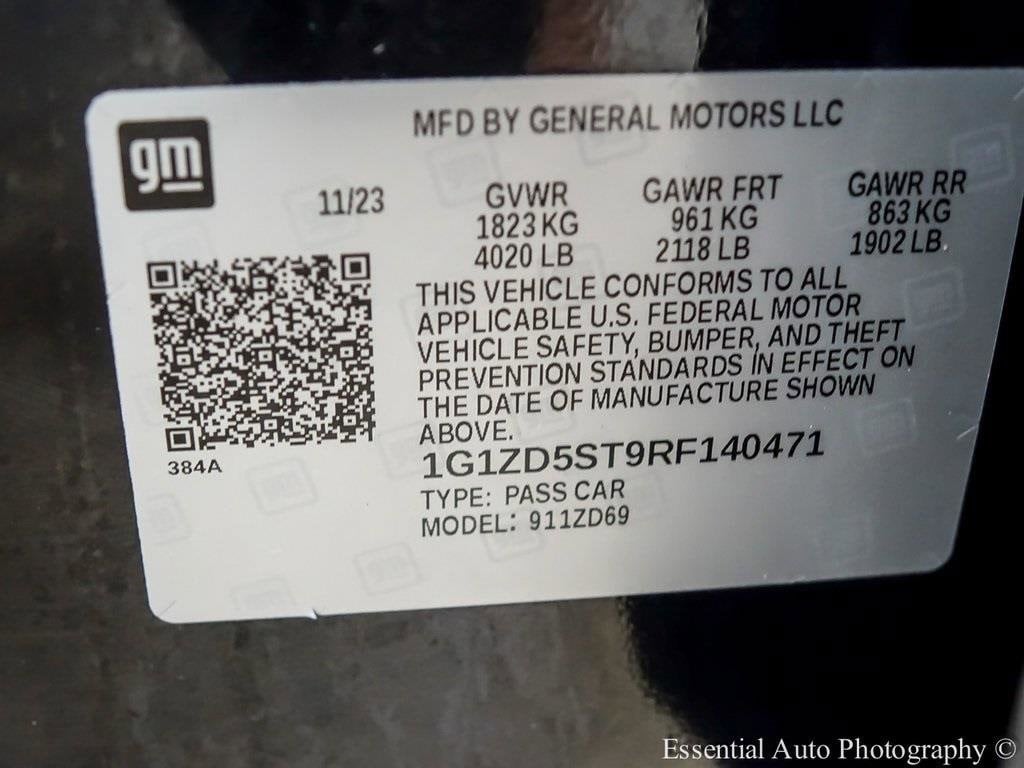 gm
MFD BY GENERAL MOTORS LLC
11/23
GVWR GAWR FRT GAWR RR
1823 KG 961 KG 863 KG
4020 LB 2118 LB 1902 LB.
THIS VEHICLE CONFORMS TO ALL
APPLICABLE U.S. FEDERAL MOTOR
VEHICLE SAFETY, BUMPER, AND THEFT
PREVENTION STANDARDS IN EFFECT ON
THE DATE OF MANUFACTURE SHOWN
ABOVE.
384A
1G1ZD5ST9RF140471
TYPE: PASS CAR
MODEL: 911ZD69
Essential Auto Photography ©